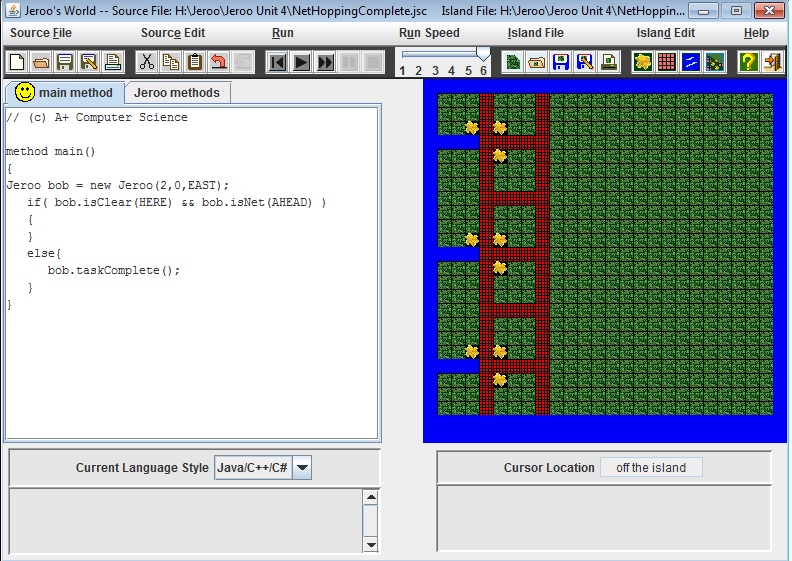 Jeroo's World -- Source File: H:\Jeroo\Jeroo Unit 4\NetHoppingComplete.jsc    Island File: H:\Jeroo\Jeroo Unit 4\NetHoppin...
Source File Source Edit Run Run Speed Island File Island Edit Help
1 2 3 4 5 6
main method Jeroo methods
// (c) A+ Computer Science
method main()
{
Jeroo bob = new Jeroo(2,0,EAST);
   if( bob.isClear(HERE) && bob.isNet(AHEAD) )
   {
   }
   else{
      bob.taskComplete();
   }
}
Current Language Style Java/C++/C#
Cursor Location off the island